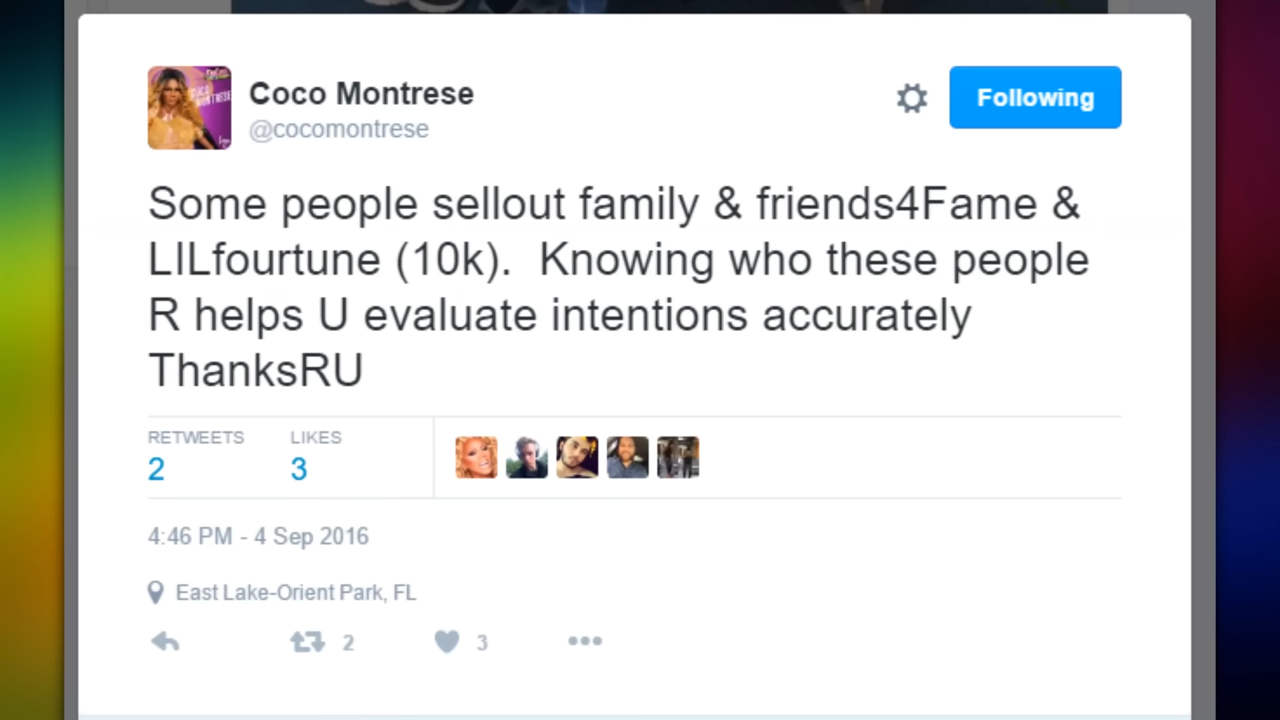 Coco Montrese
@cocomontrese
Following
Some people sellout family & friends4Fame &
LILfourtune (10k).  Knowing who these people
R helps U evaluate intentions accurately
ThanksRU
RETWEETS LIKES
2 3
4:46 PM - 4 Sep 2016
East Lake-Orient Park, FL
2 3